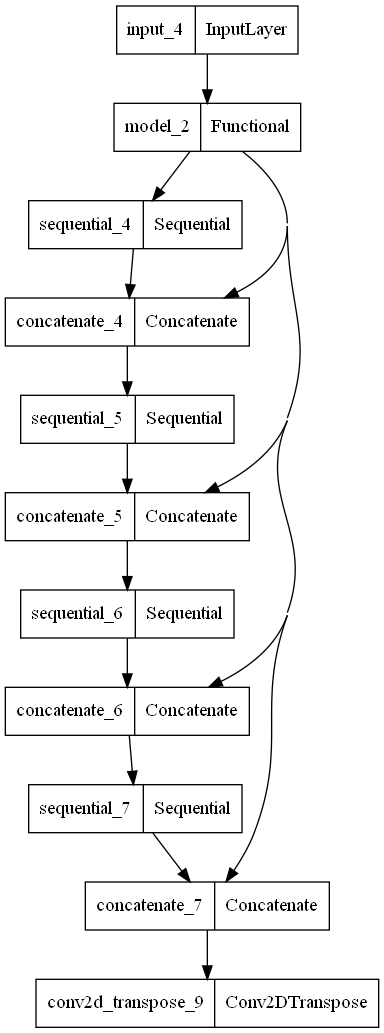 input_4 InputLayer
model_2 Functional
sequential_4 Sequential
concatenate_4 Concatenate
sequential_5 Sequential
concatenate_5 Concatenate
sequential_6 Sequential
concatenate_6 Concatenate
sequential_7 Sequential
concatenate_7 Concatenate
conv2d_transpose_9 Conv2DTranspose